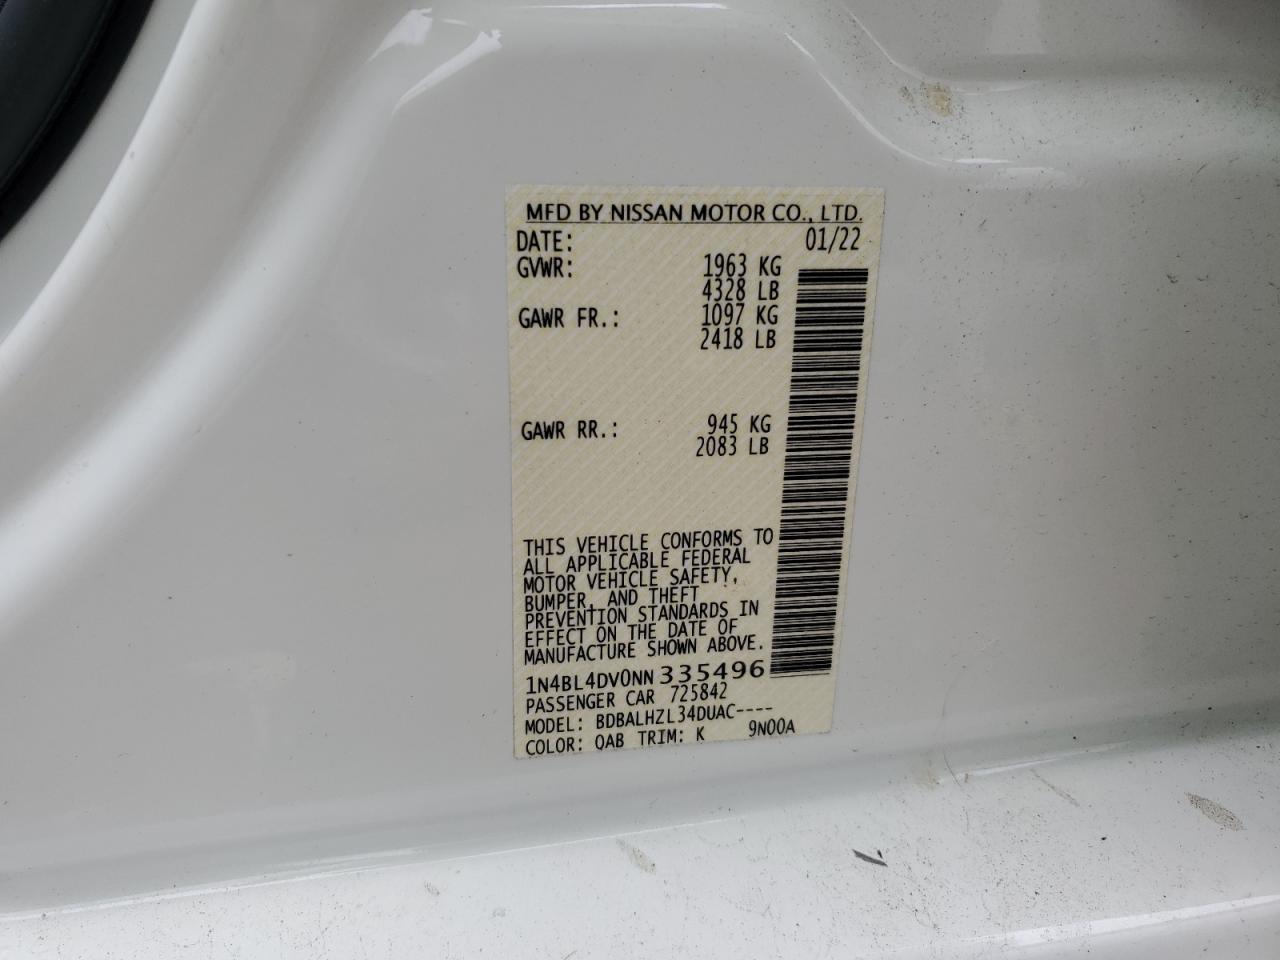 MFD BY NISSAN MOTOR CO., LTD.
DATE: 01/22
GVWR: 1963 KG
4328 LB
GAWR FR.: 1097 KG
2418 LB
GAWR RR.: 945 KG
2083 LB
THIS VEHICLE CONFORMS TO
ALL APPLICABLE FEDERAL
MOTOR VEHICLE SAFETY,
BUMPER, AND THEFT
PREVENTION STANDARDS IN
EFFECT ON THE DATE OF
MANUFACTURE SHOWN ABOVE.
1N4BL4DV0NN335496
PASSENGER CAR 725842
MODEL: BDBALHZL34DUAC----
COLOR: QAB TRIM: K 9N00A